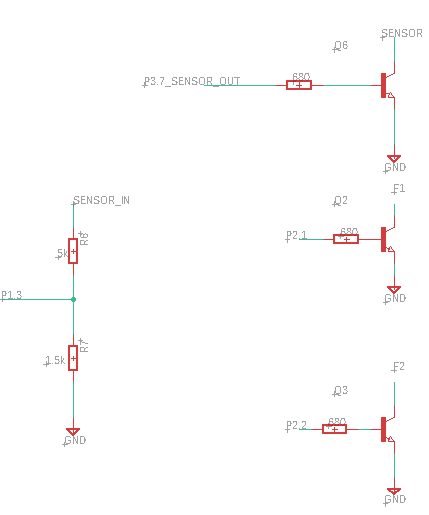 SENSOR
Q6
680
P3.7_SENSOR_OUT
GND
F1
SENSOR_IN
Q2
680
P2.1
R6
.5k
GND
P1.3
R7
1.5k
F2
Q3
680
P2.2
GND
GND